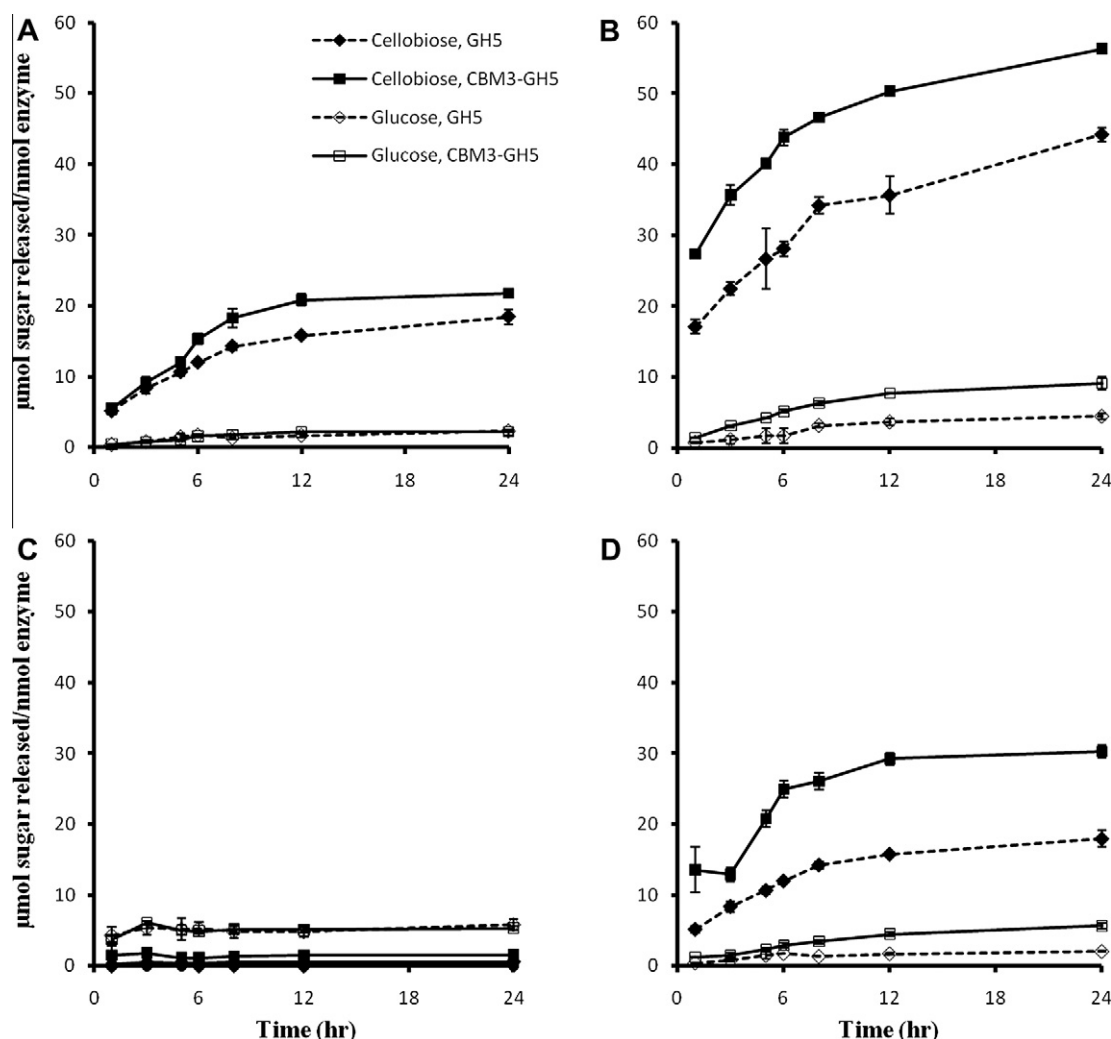 A
60
50
40
30
20
10
0
0 6 12 18 24
µmol sugar released/nmol enzyme
Cellobiose, GH5
Cellobiose, CBM3-GH5
Glucose, GH5
Glucose, CBM3-GH5
B
60
50
40
30
20
10
0
0 6 12 18 24
C
60
50
40
30
20
10
0
0 6 12 18 24
µmol sugar released/nmol enzyme
Time (hr)
D
60
50
40
30
20
10
0
0 6 12 18 24
Time (hr)